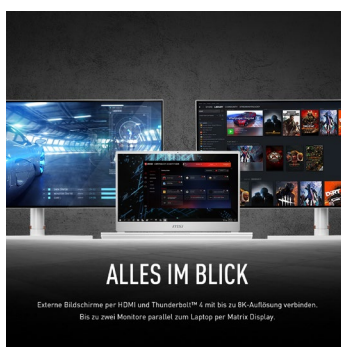 ALLES IM BLICK
Externe Bildschirme per HDMI und Thunderbolt™ 4 mit bis zu 8K-Auflösung verbinden.
Bis zu zwei Monitore parallel zum Laptop per Matrix Display.